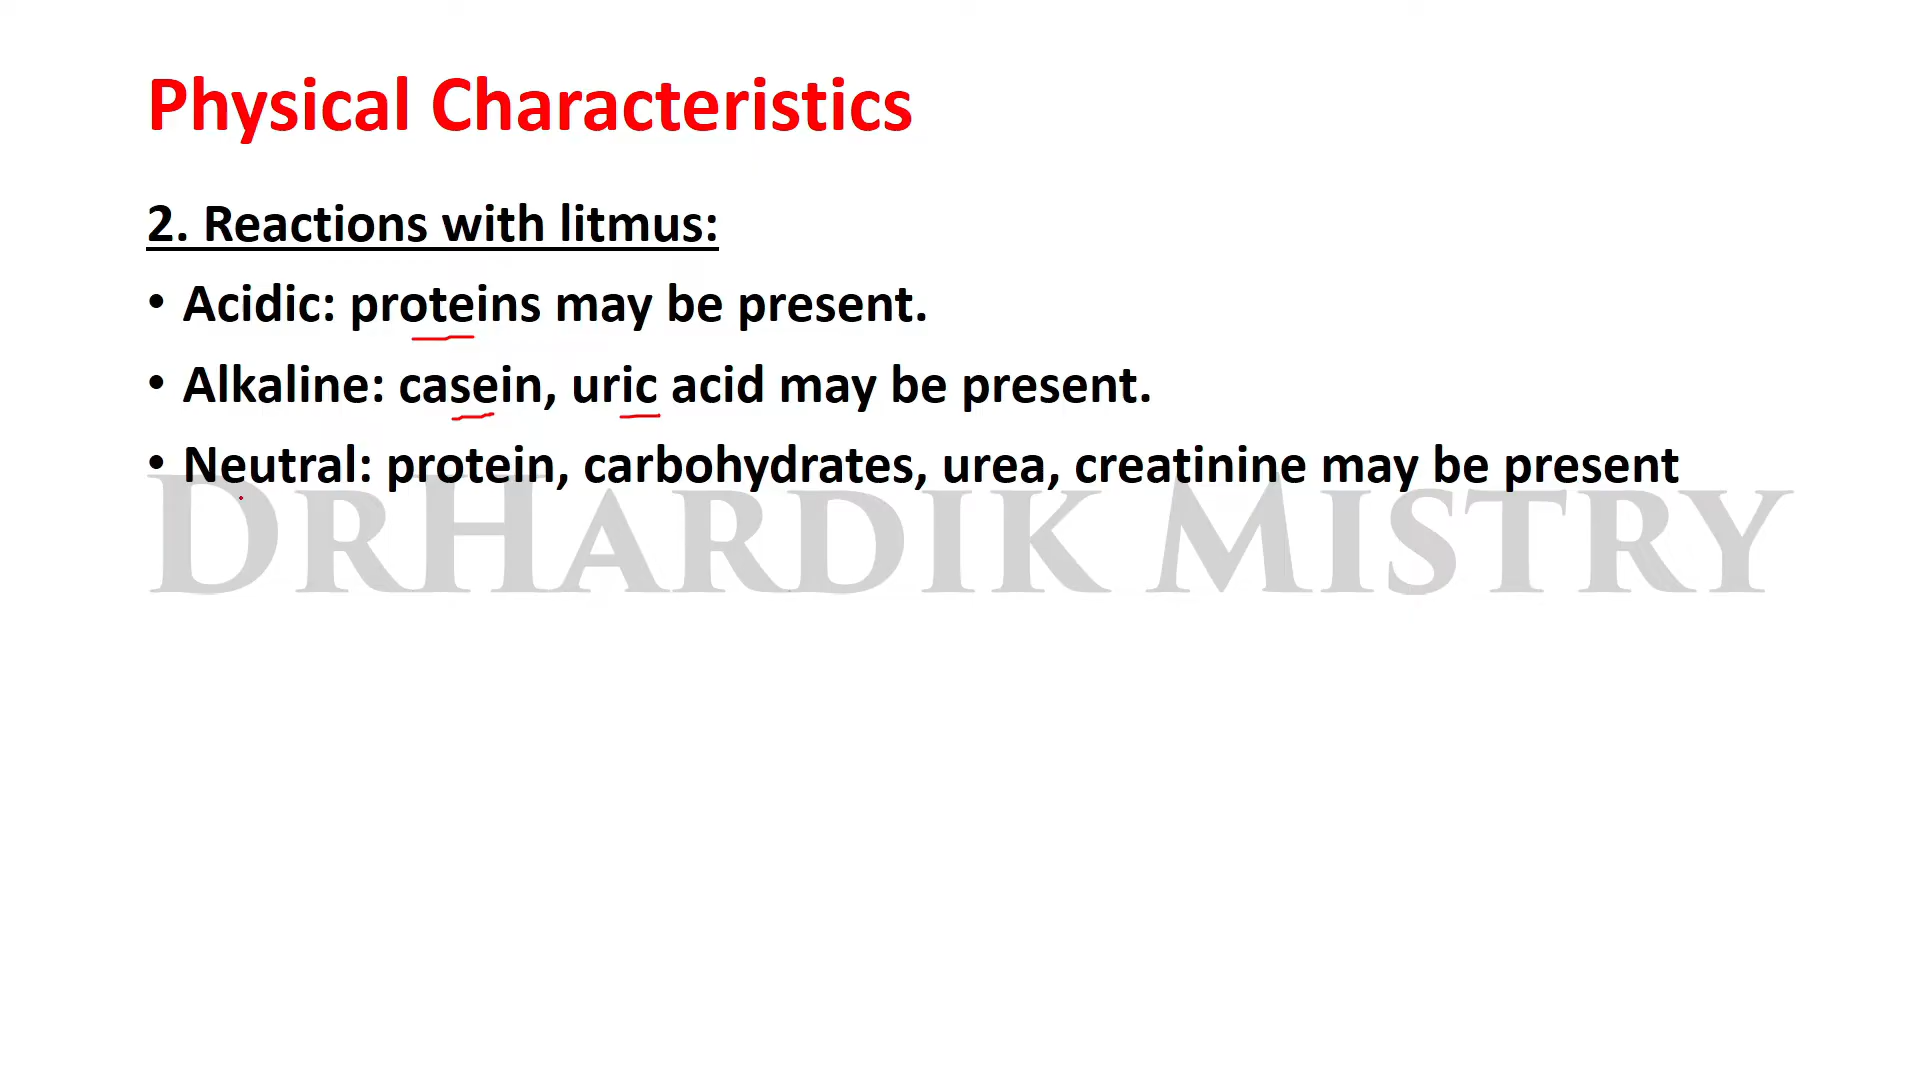 Physical Characteristics
2. Reactions with litmus:
• Acidic: proteins may be present.
• Alkaline: casein, uric acid may be present.
• Neutral: protein, carbohydrates, urea, creatinine may be present
DRHARDIK MISTRY